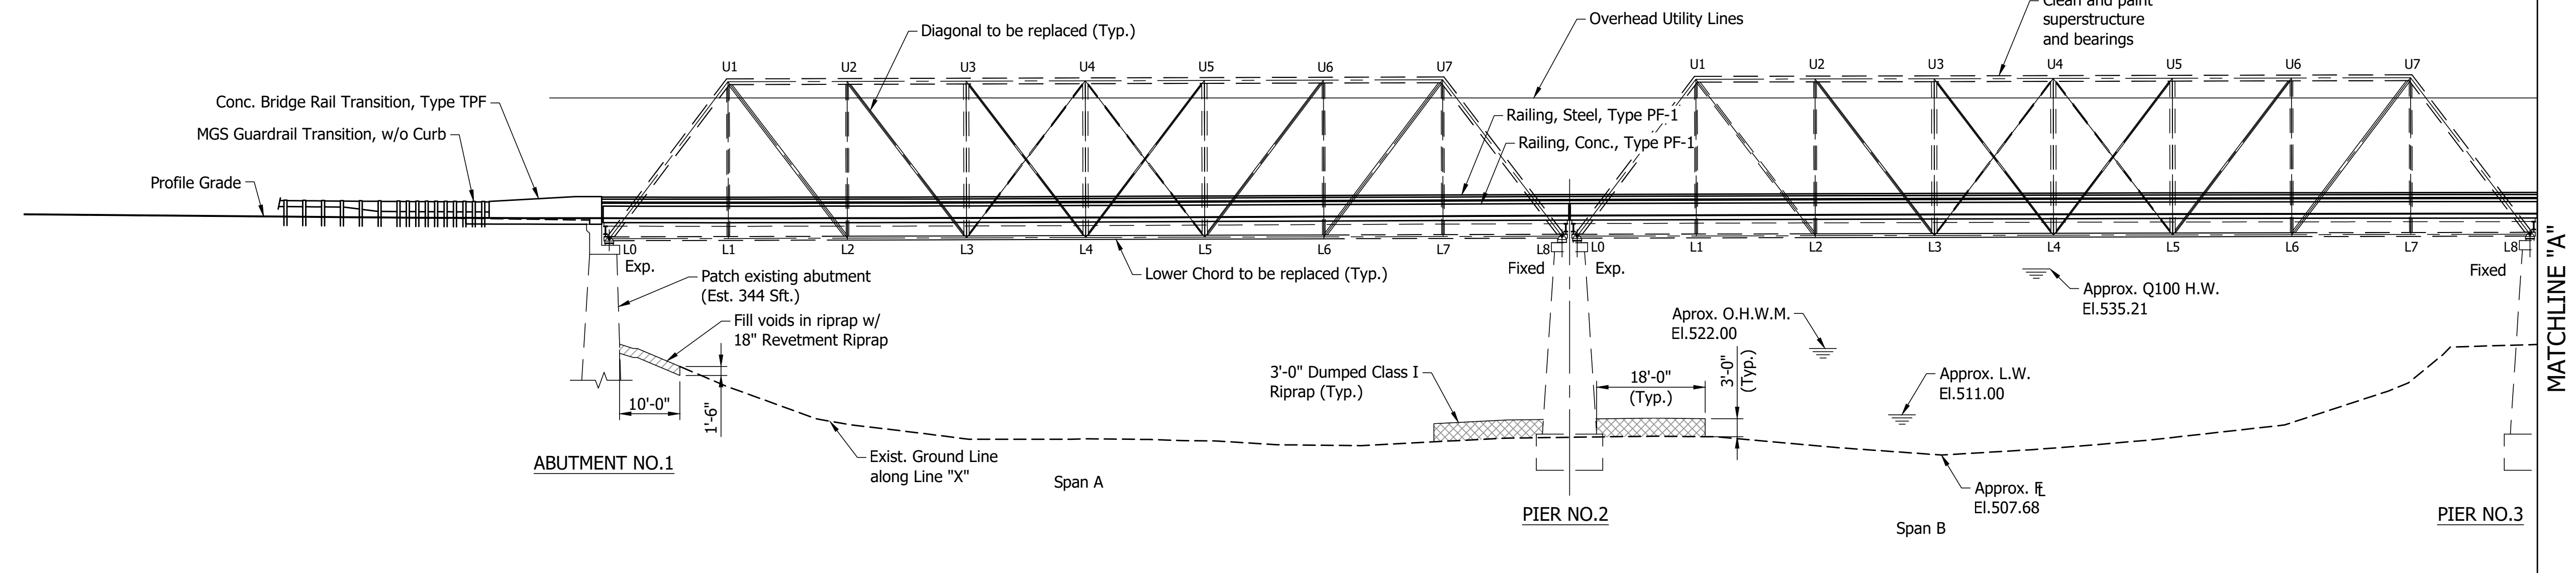 Clean and paint
superstructure
and bearings
Overhead Utility Lines
Diagonal to be replaced (Typ.)
U1 U2 U3 U4 U5 U6 U7
U1 U2 U3 U4 U5 U6 U7
Conc. Bridge Rail Transition, Type TPF
MGS Guardrail Transition, w/o Curb
Profile Grade
Railing, Steel, Type PF-1
Railing, Conc., Type PF-1
L0 L1 L2 L3 L4 L5 L6 L7 L8
L0 L1 L2 L3 L4 L5 L6 L7 L8
Exp.
Fixed
Exp.
Fixed
Patch existing abutment
(Est. 344 Sft.)
Lower Chord to be replaced (Typ.)
Fill voids in riprap w/
18" Revetment Riprap
10'-0"
1'-6"
Approx. Q100 H.W.
El.535.21
Aprox. O.H.W.M.
El.522.00
3'-0" Dumped Class I
Riprap (Typ.)
18'-0"
(Typ.)
3'-0"
(Typ.)
Approx. L.W.
El.511.00
ABUTMENT NO.1
Exist. Ground Line
along Line "X"
Span A
Approx. FL
El.507.68
PIER NO.2
Span B
PIER NO.3
MATCHLINE "A"